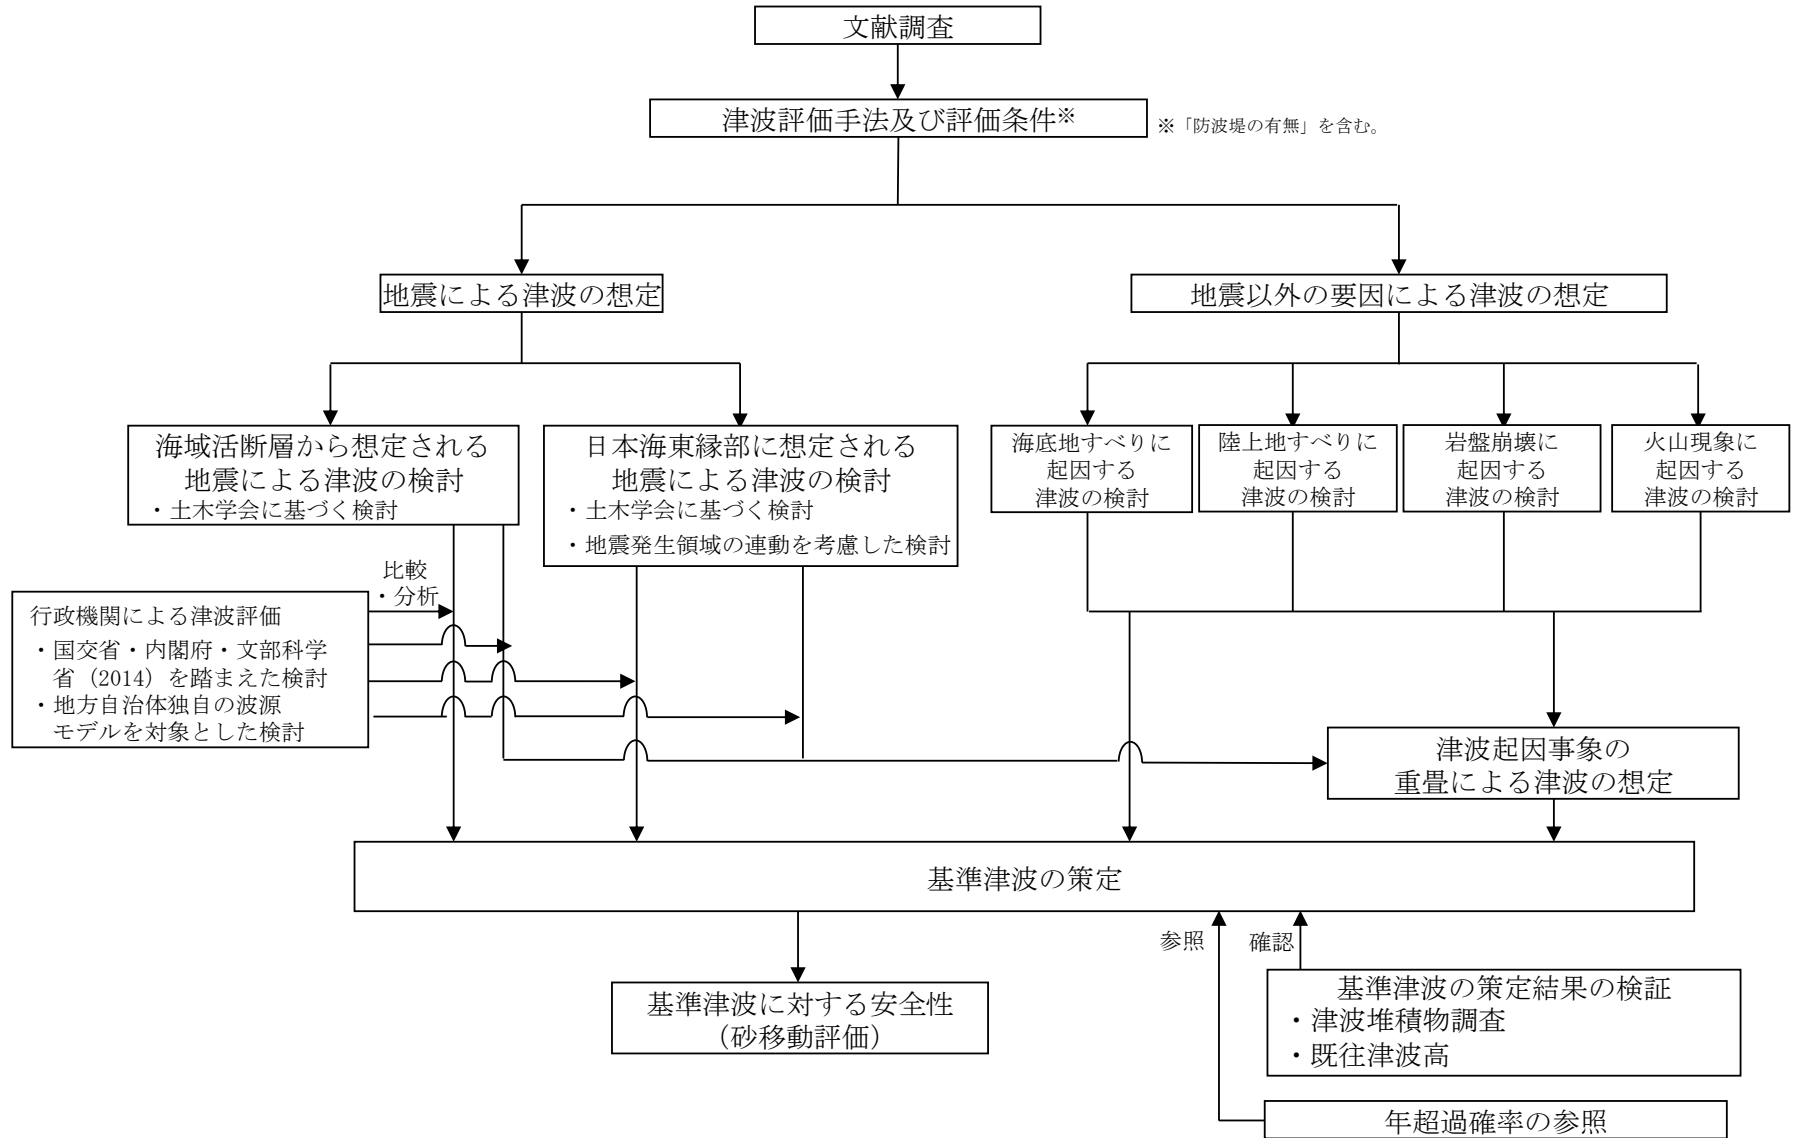 文献調査
津波評価手法及び評価条件※
※「防波堤の有無」を含む。
地震による津波の想定
地震以外の要因による津波の想定
海域活断層から想定される
地震による津波の検討
・土木学会に基づく検討
日本海東縁部に想定される
地震による津波の検討
・土木学会に基づく検討
・地震発生領域の連動を考慮した検討
海底地すべりに
起因する
津波の検討
陸上地すべりに
起因する
津波の検討
岩盤崩壊に
起因する
津波の検討
火山現象に
起因する
津波の検討
比較
・分析
行政機関による津波評価
・国交省・内閣府・文部科学
省（2014）を踏まえた検討
・地方自治体独自の波源
モデルを対象とした検討
津波起因事象の
重畳による津波の想定
基準津波の策定
参照
確認
基準津波に対する安全性
（砂移動評価）
基準津波の策定結果の検証
・津波堆積物調査
・既往津波高
年超過確率の参照